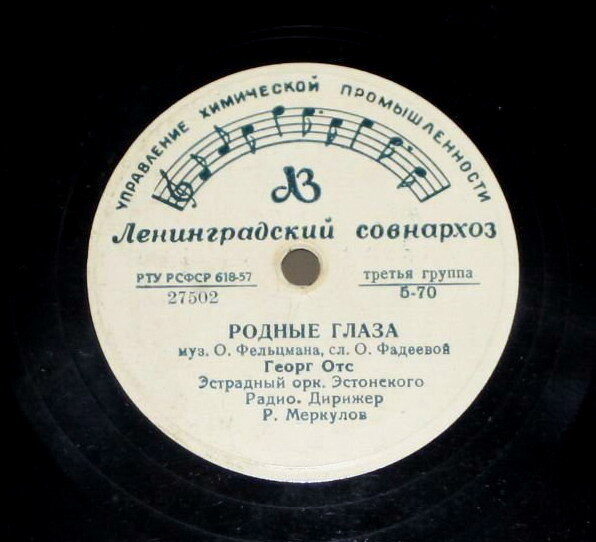 УПРАВЛЕНИЕ ХИМИЧЕСКОЙ ПРОМЫШЛЕННОСТИ
ЛЗ
Ленинградский совнархоз
РТУ РСФСР 618-57
27502
третья группа
Б-70
РОДНЫЕ ГЛАЗА
муз. О. Фельцмана, сл. О. Фадеевой
Георг Отс
Эстрадный орк. Эстонского
Радио. Дирижер
Р. Меркулов